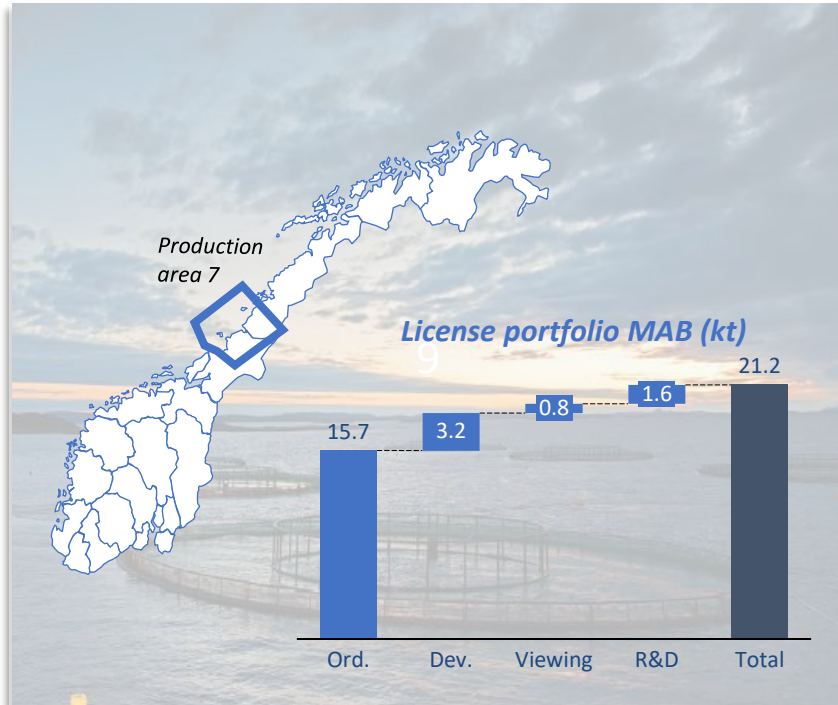 Production
area 7
License portfolio MAB (kt)
9
21.2
1.6
0.8
3.2
15.7
Ord.
Dev.
Viewing
R&D
Total